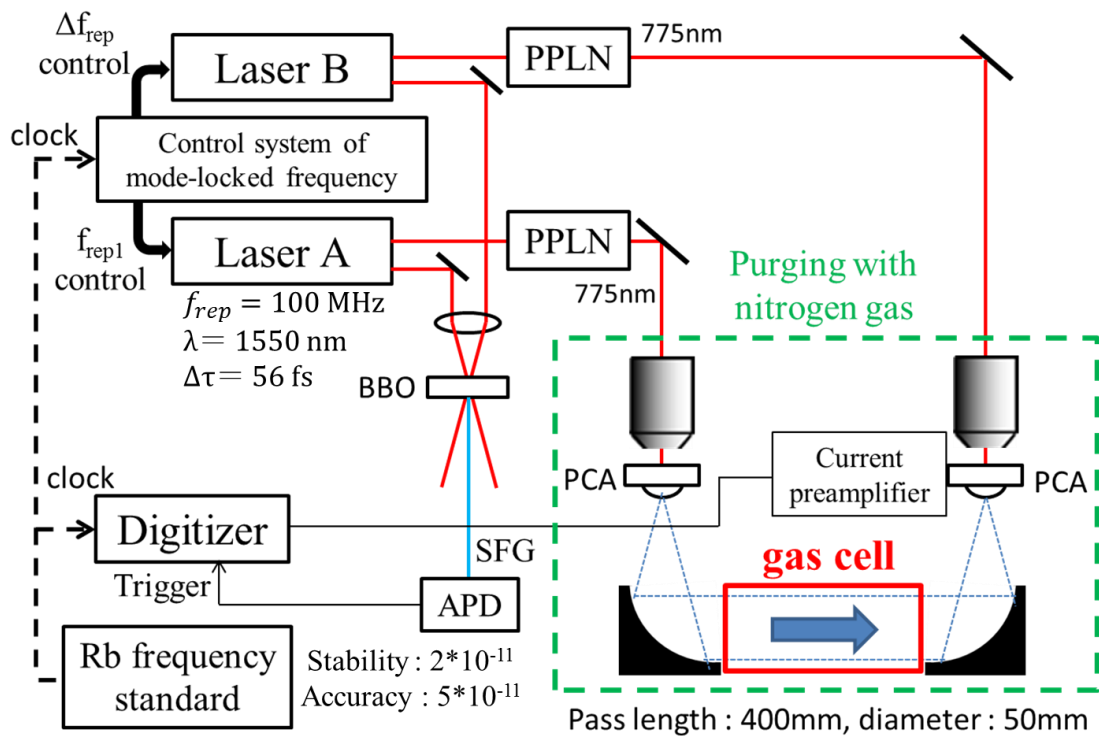 Δf_rep
control
Laser B
PPLN
775nm
clock
Control system of
mode-locked frequency
f_rep1
control
Laser A
PPLN
775nm
f_rep = 100 MHz
λ= 1550 nm
Δτ= 56 fs
Purging with
nitrogen gas
BBO
PCA
Current
preamplifier
PCA
clock
Digitizer
SFG
Trigger
APD
gas cell
Rb frequency
standard
Stability : 2*10^-11
Accuracy : 5*10^-11
Pass length : 400mm, diameter : 50mm